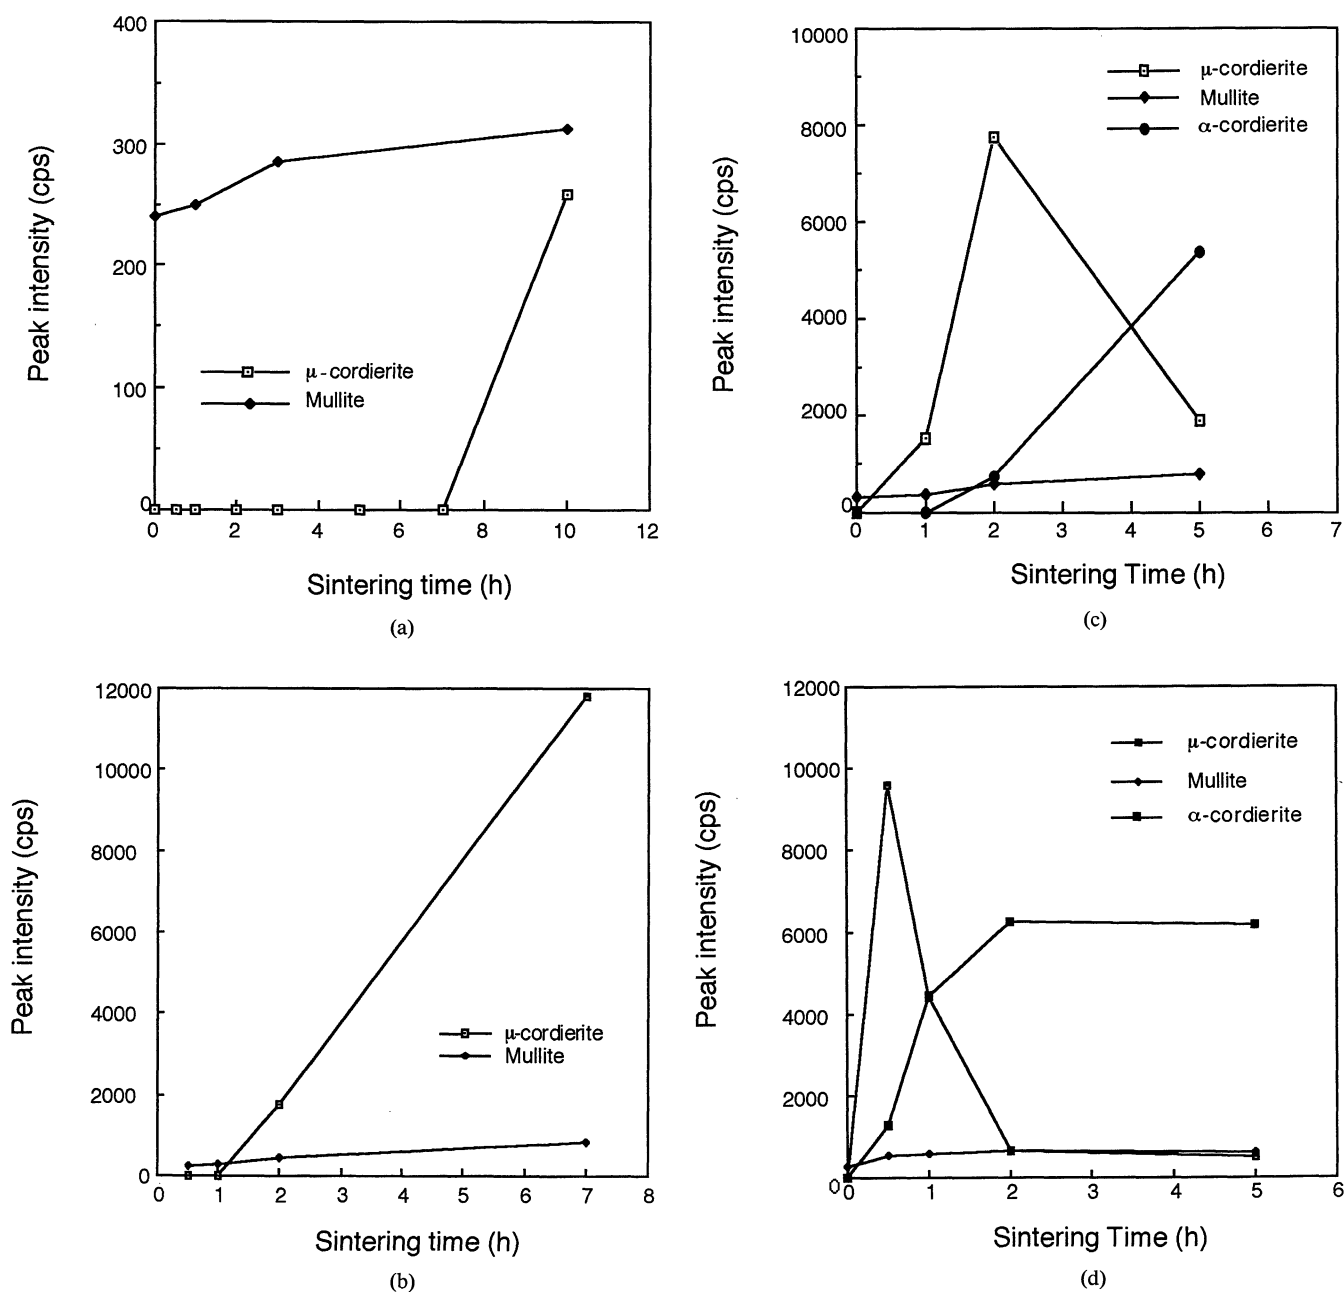 400
300
200
100
0
Peak intensity (cps)
μ - cordierite
Mullite
0 2 4 6 8 10 12
Sintering time (h)
(a)
10000
8000
6000
4000
2000
0
Peak intensity (cps)
μ-cordierite
Mullite
α-cordierite
0 1 2 3 4 5 6 7
Sintering Time (h)
(c)
12000
10000
8000
6000
4000
2000
0
Peak intensity (cps)
μ-cordierite
Mullite
0 1 2 3 4 5 6 7 8
Sintering time (h)
(b)
12000
10000
8000
6000
4000
2000
0
Peak intensity (cps)
μ-cordierite
Mullite
α-cordierite
0 1 2 3 4 5 6
Sintering Time (h)
(d)